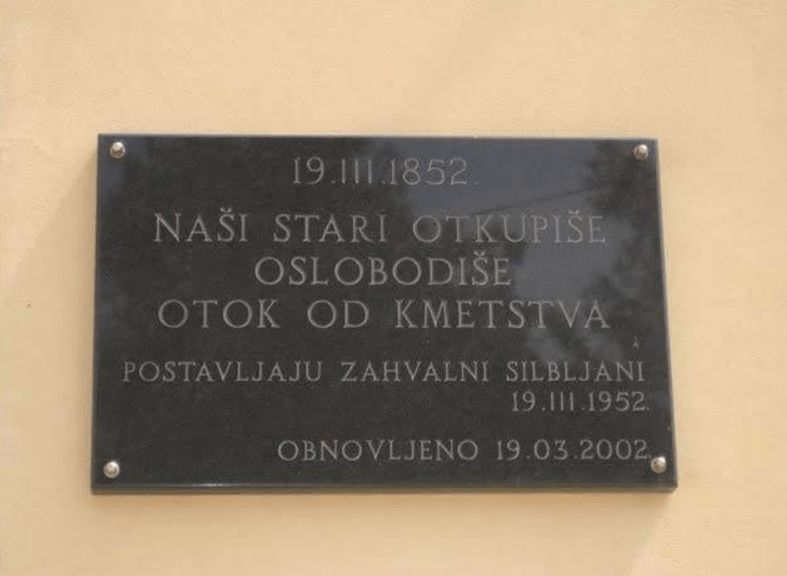 19.III.1852.
NAŠI STARI OTKUPIŠE
OSLOBODIŠE
OTOK OD KMETSTVA
POSTAVLJAJU ZAHVALNI SILBLJANI
19.III.1952.
OBNOVLJENO 19.03.2002.